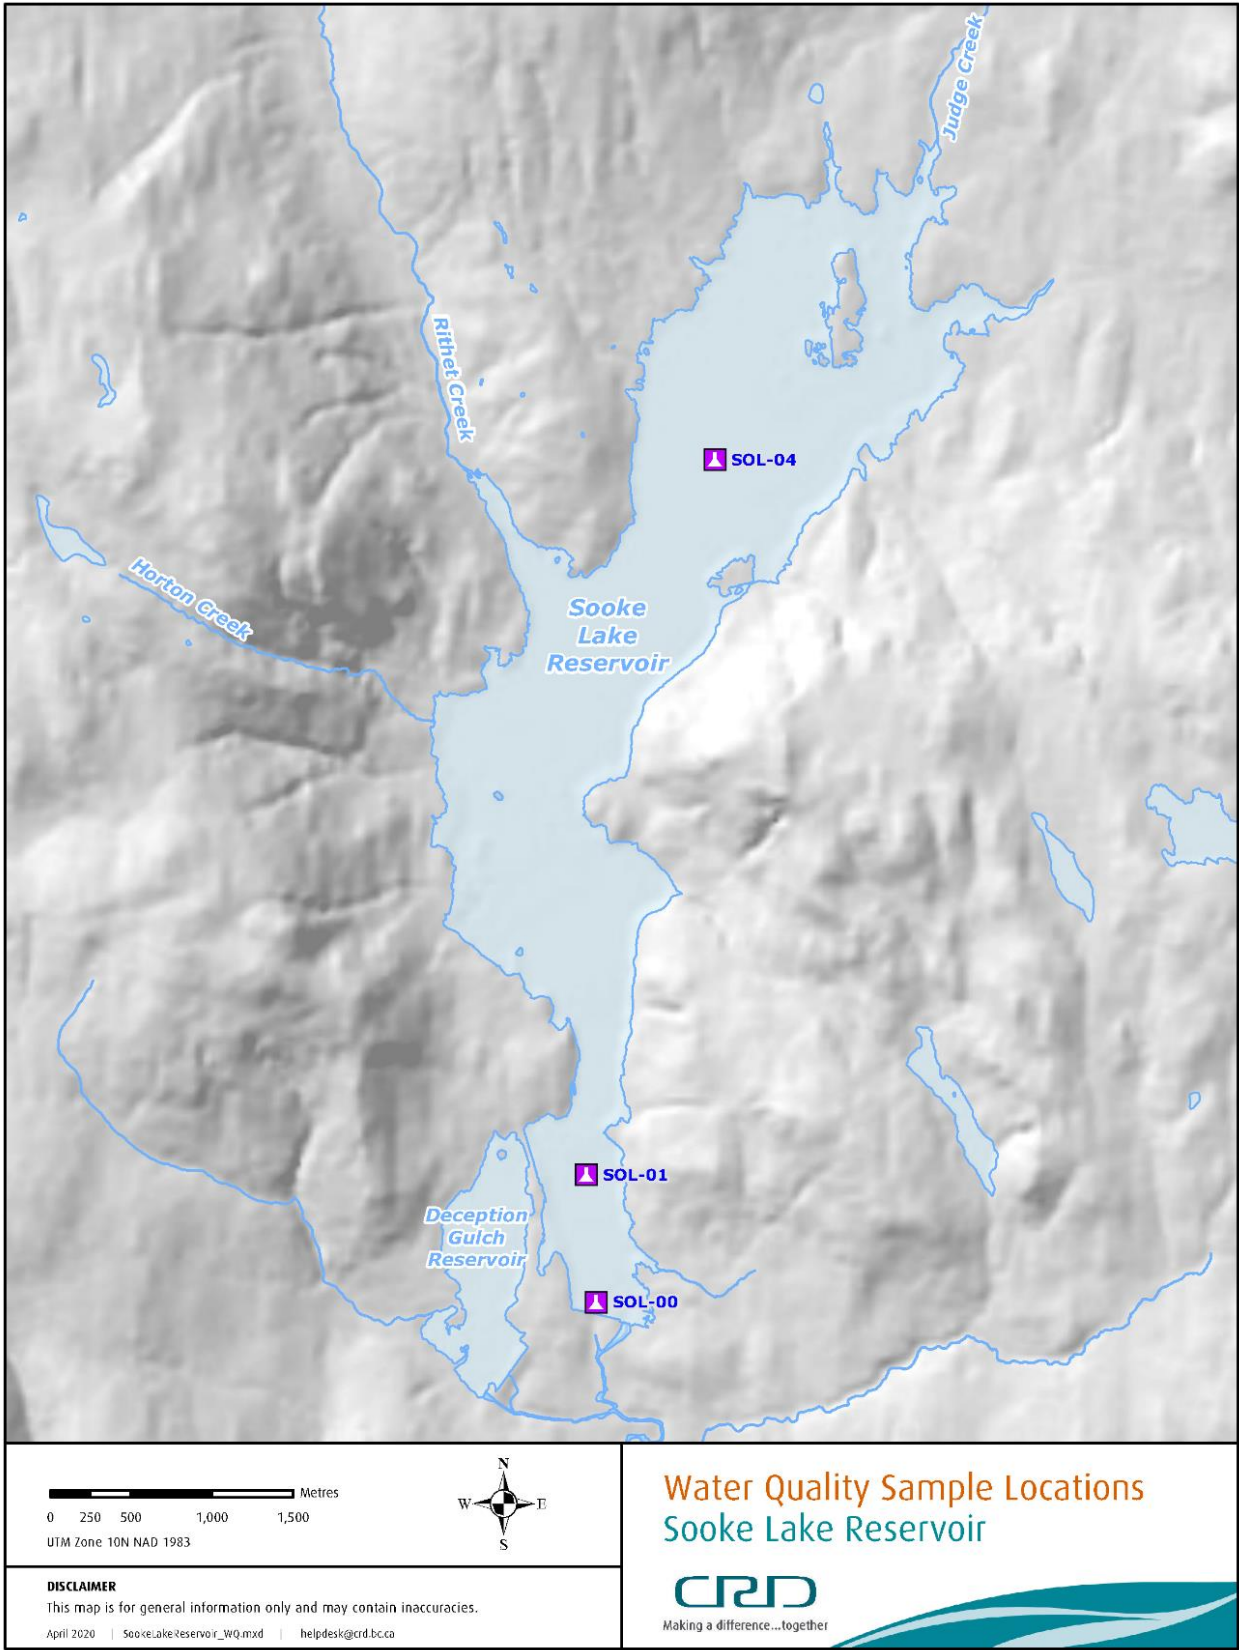 Judge Creek
Rithet Creek
SOL-04
Horton Creek
Sooke
Lake
Reservoir
SOL-01
Deception
Gulch
Reservoir
SOL-00
N
W E
S
Metres
0 250 500 1,000 1,500
UTM Zone 10N NAD 1983
DISCLAIMER
This map is for general information only and may contain inaccuracies.
April 2020 | SookeLakeReservoir_WQ.mxd | helpdesk@crd.bc.ca
Water Quality Sample Locations
Sooke Lake Reservoir
CRD
Making a difference...together